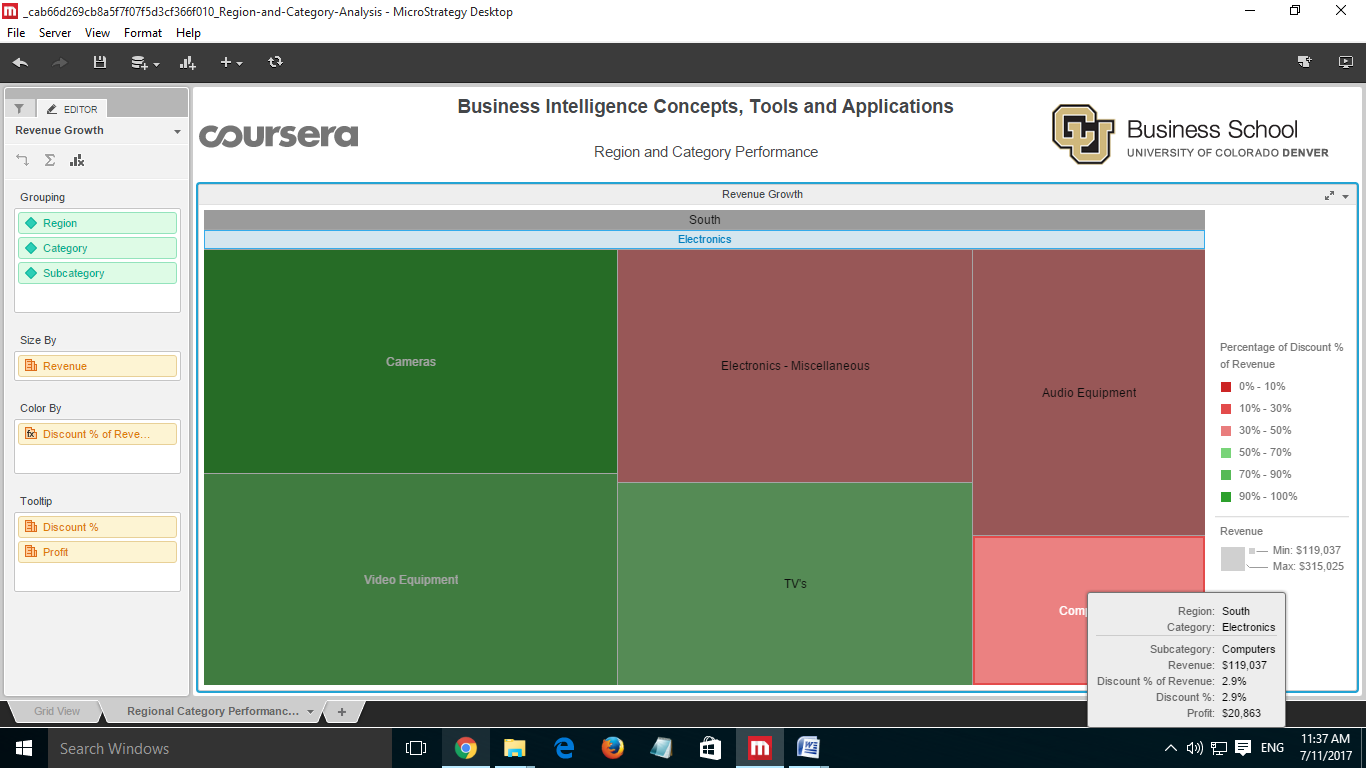 _cab66d269cb8a5f7f07f5d3cf366f010_Region-and-Category-Analysis - MicroStrategy Desktop
File Server View Format Help
EDITOR
Revenue Growth
Grouping
Region
Category
Subcategory
Size By
Revenue
Color By
Discount % of Reve...
Tooltip
Discount %
Profit
Business Intelligence Concepts, Tools and Applications
coursera
Region and Category Performance
CU
Business School
UNIVERSITY OF COLORADO DENVER
Revenue Growth
South
Electronics
Cameras
Electronics - Miscellaneous
Audio Equipment
Video Equipment
TV's
Percentage of Discount %
of Revenue
0% - 10%
10% - 30%
30% - 50%
50% - 70%
70% - 90%
90% - 100%
Revenue
Min: $119,037
Max: $315,025
Region: South
Category: Electronics
Subcategory: Computers
Revenue: $119,037
Discount % of Revenue: 2.9%
Discount %: 2.9%
Profit: $20,863
Grid View
Regional Category Performanc...
Search Windows
ENG
11:37 AM
7/11/2017